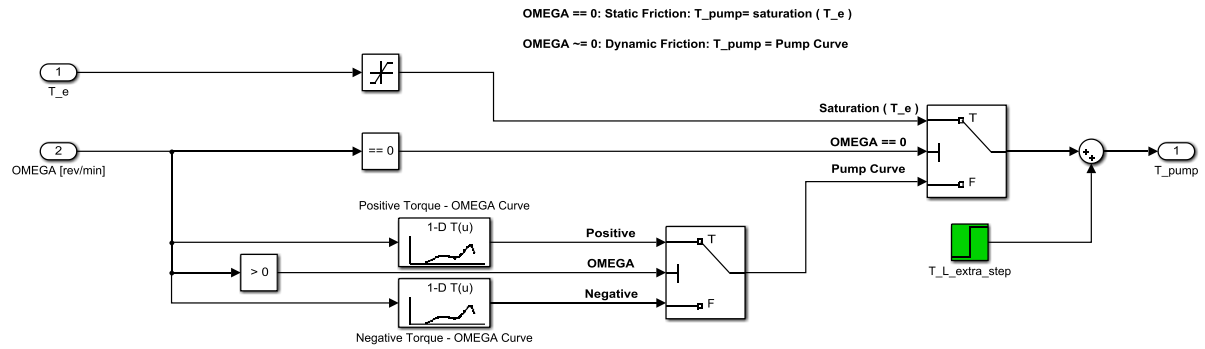 OMEGA == 0: Static Friction: T_pump= saturation ( T_e )
OMEGA ~= 0: Dynamic Friction: T_pump = Pump Curve
1
T_e
Saturation ( T_e )
T
2
OMEGA [rev/min]
== 0
OMEGA == 0
1
T_pump
Pump Curve
F
Positive Torque - OMEGA Curve
1-D T(u)
Positive
T
> 0
OMEGA
T_L_extra_step
1-D T(u)
Negative
F
Negative Torque - OMEGA Curve